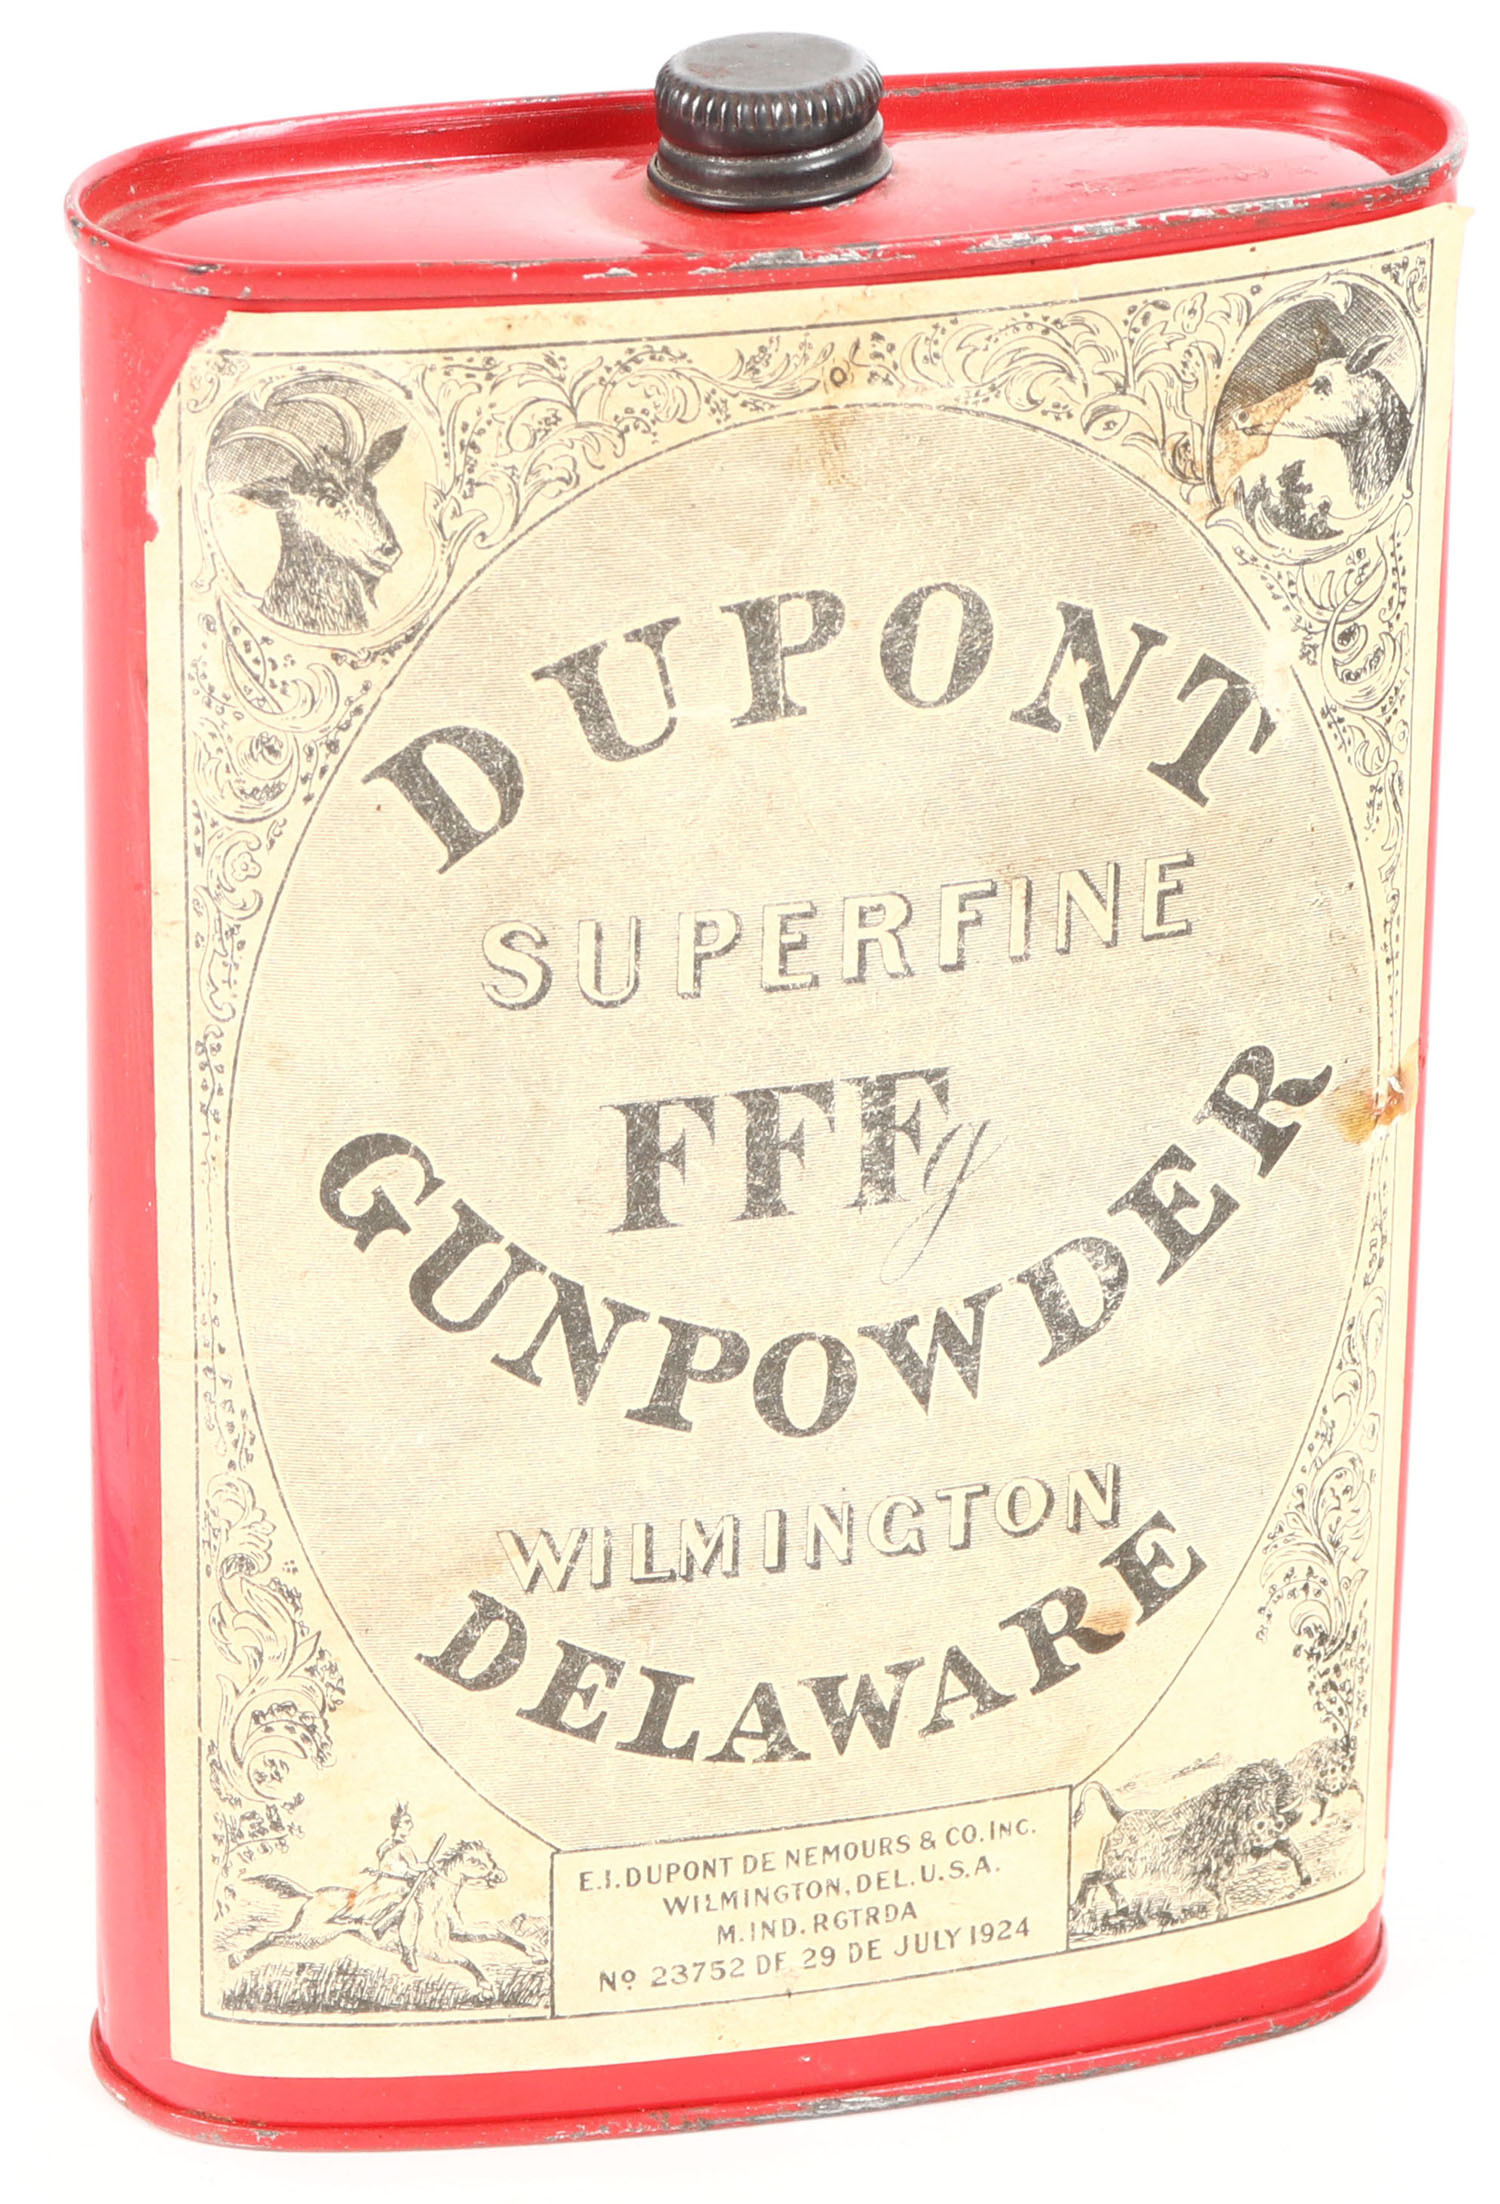 DUPONT
SUPERFINE
FFFg
GUNPOWDER
WILMINGTON
DELAWARE
E.I. DUPONT DE NEMOURS & CO. INC.
WILMINGTON, DEL. U.S.A.
M. IND. RGTRDA
No 23752 DE 29 DE JULY 1924